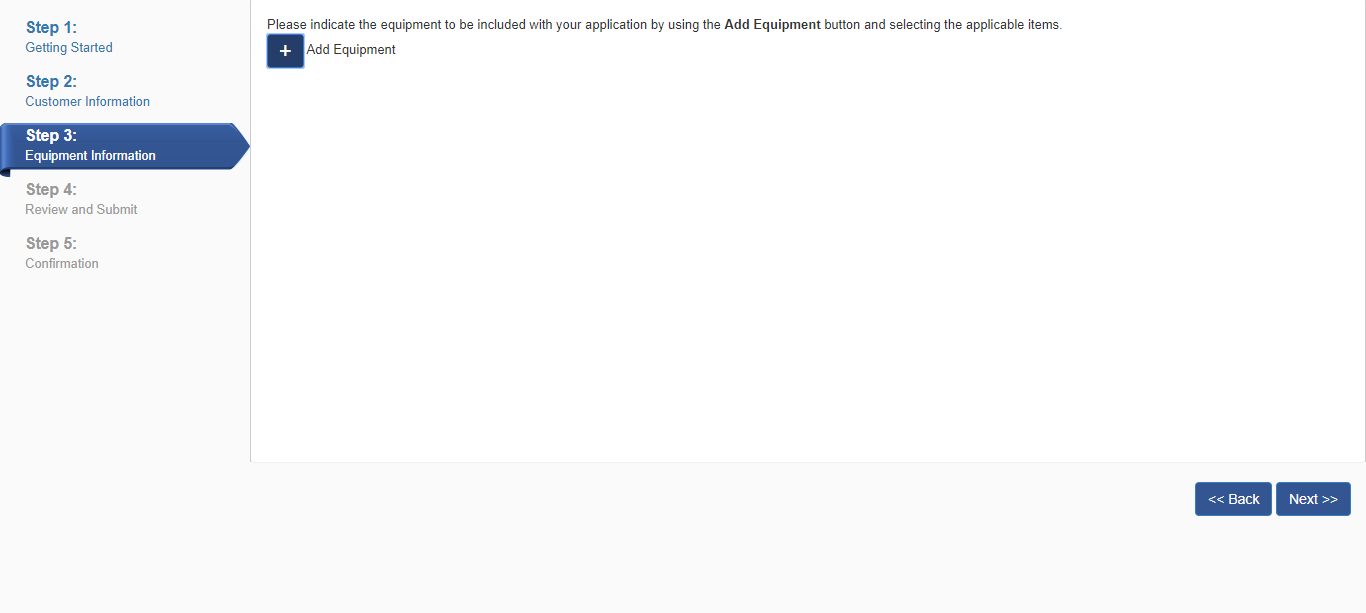 Step 1:
Getting Started
Step 2:
Customer Information
Step 3:
Equipment Information
Step 4:
Review and Submit
Step 5:
Confirmation
Please indicate the equipment to be included with your application by using the Add Equipment button and selecting the applicable items.
+ Add Equipment
<< Back Next >>